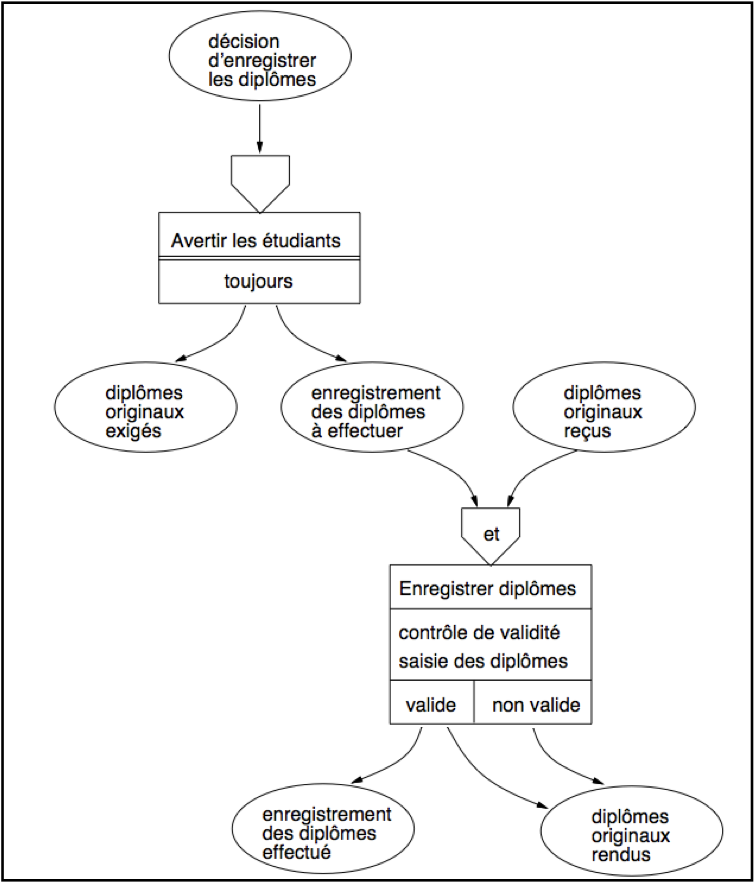 décision
d'enregistrer
les diplômes
Avertir les étudiants
toujours
diplômes
originaux
exigés
enregistrement
des diplômes
à effectuer
diplômes
originaux
reçus
et
Enregistrer diplômes
contrôle de validité
saisie des diplômes
valide
non valide
enregistrement
des diplômes
effectué
diplômes
originaux
rendus